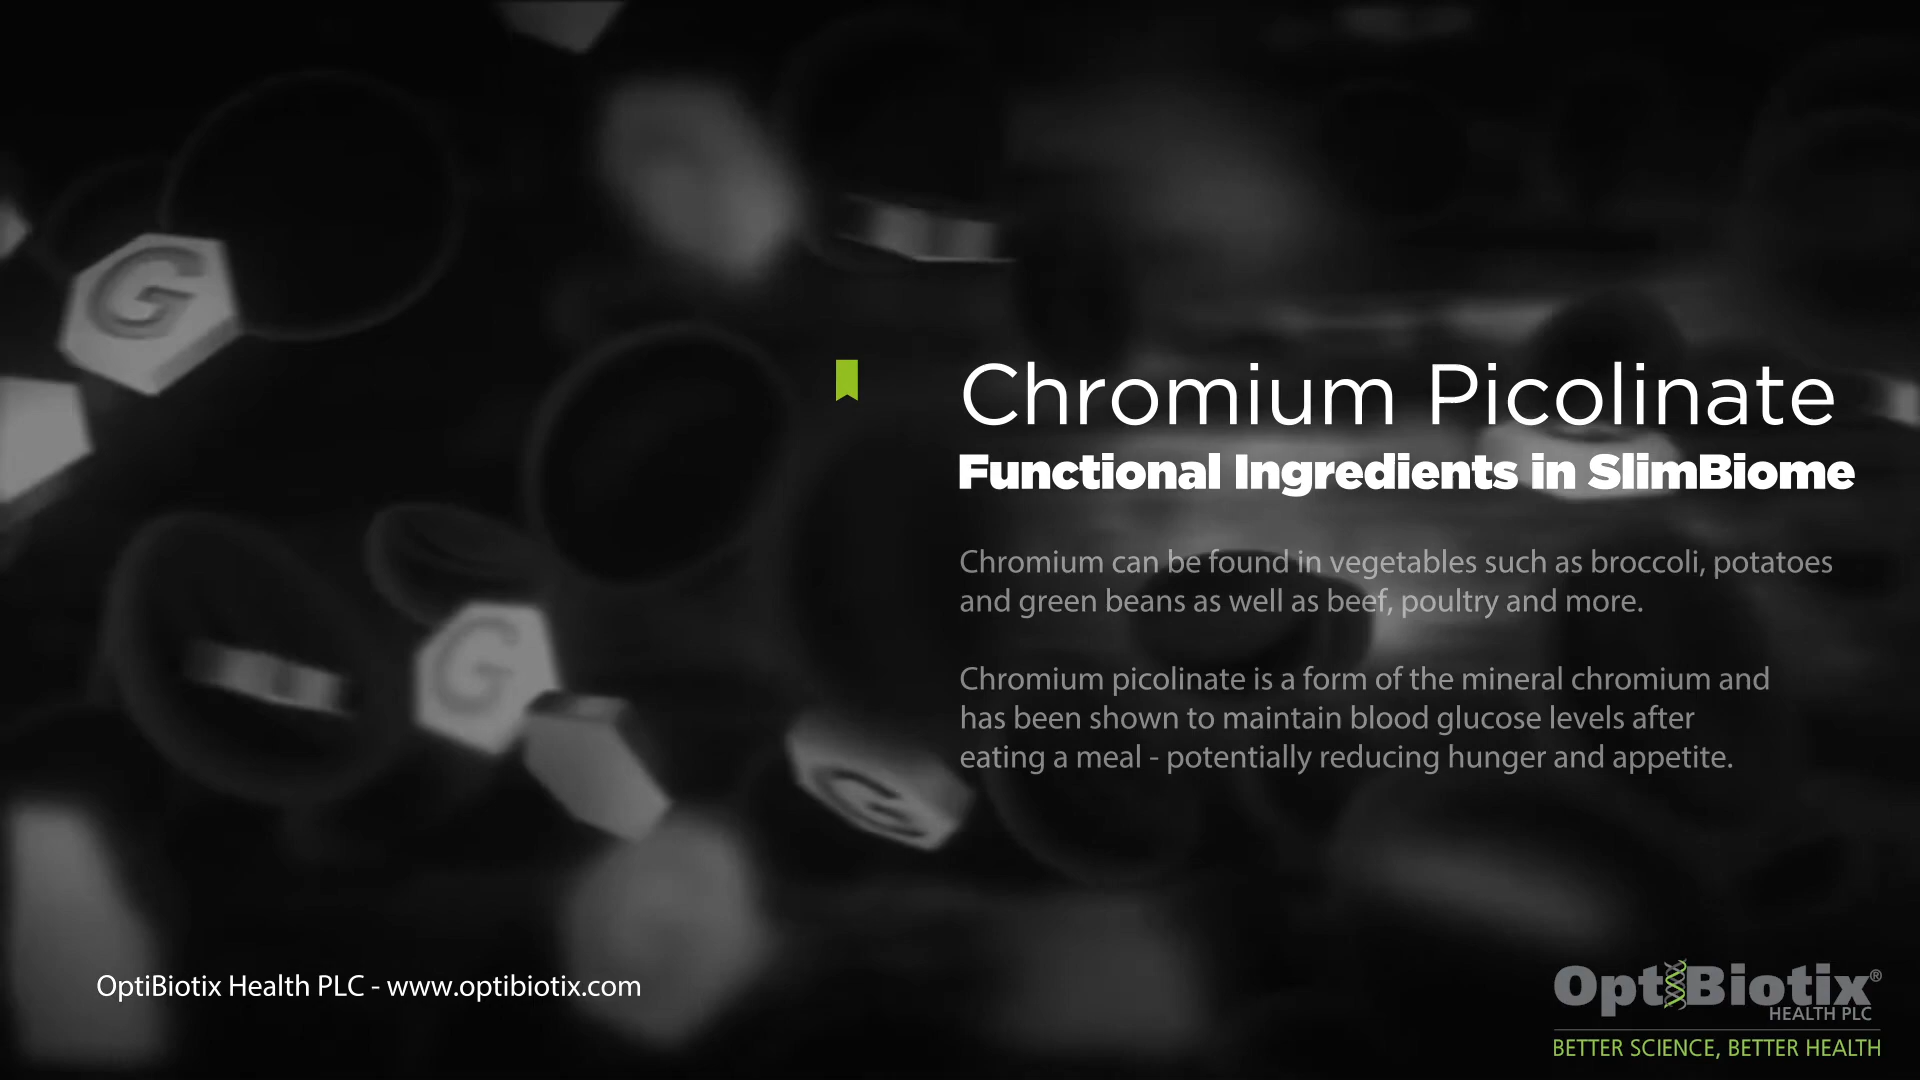 G
Chromium Picolinate
Functional Ingredients in SlimBiome
Chromium can be found in vegetables such as broccoli, potatoes
and green beans as well as beef, poultry and more.
Chromium picolinate is a form of the mineral chromium and
has been shown to maintain blood glucose levels after
eating a meal - potentially reducing hunger and appetite.
G
G
OptiBiotix Health PLC - www.optibiotix.com
OptiBiotix®
HEALTH PLC
BETTER SCIENCE, BETTER HEALTH